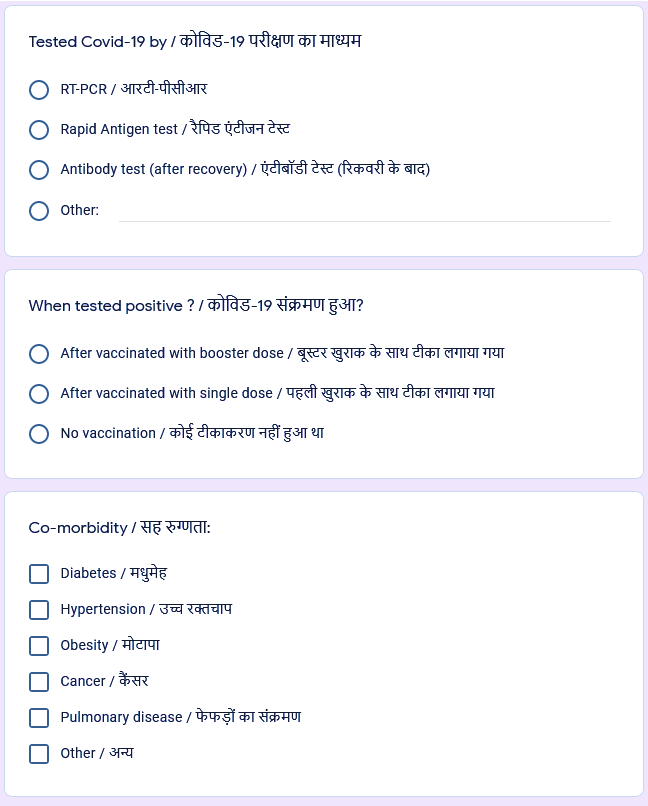 Tested Covid-19 by / कोविड-19 परीक्षण का माध्यम
RT-PCR / आरटी-पीसीआर
Rapid Antigen test / रैपिड एंटीजन टेस्ट
Antibody test (after recovery) / एंटीबॉडी टेस्ट (रिकवरी के बाद)
Other:
When tested positive ? / कोविड-19 संक्रमण हुआ?
After vaccinated with booster dose / बूस्टर खुराक के साथ टीका लगाया गया
After vaccinated with single dose / पहली खुराक के साथ टीका लगाया गया
No vaccination / कोई टीकाकरण नहीं हुआ था
Co-morbidity / सह रुग्णता:
Diabetes / मधुमेह
Hypertension / उच्च रक्तचाप
Obesity / मोटापा
Cancer / कैंसर
Pulmonary disease / फेफड़ों का संक्रमण
Other / अन्य